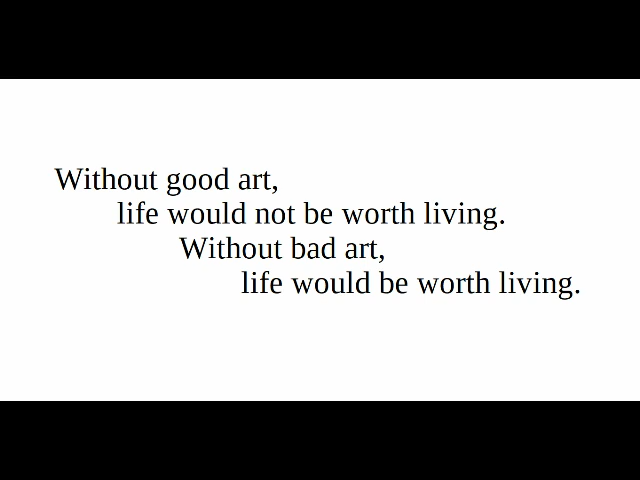 Without good art,
life would not be worth living.
Without bad art,
life would be worth living.